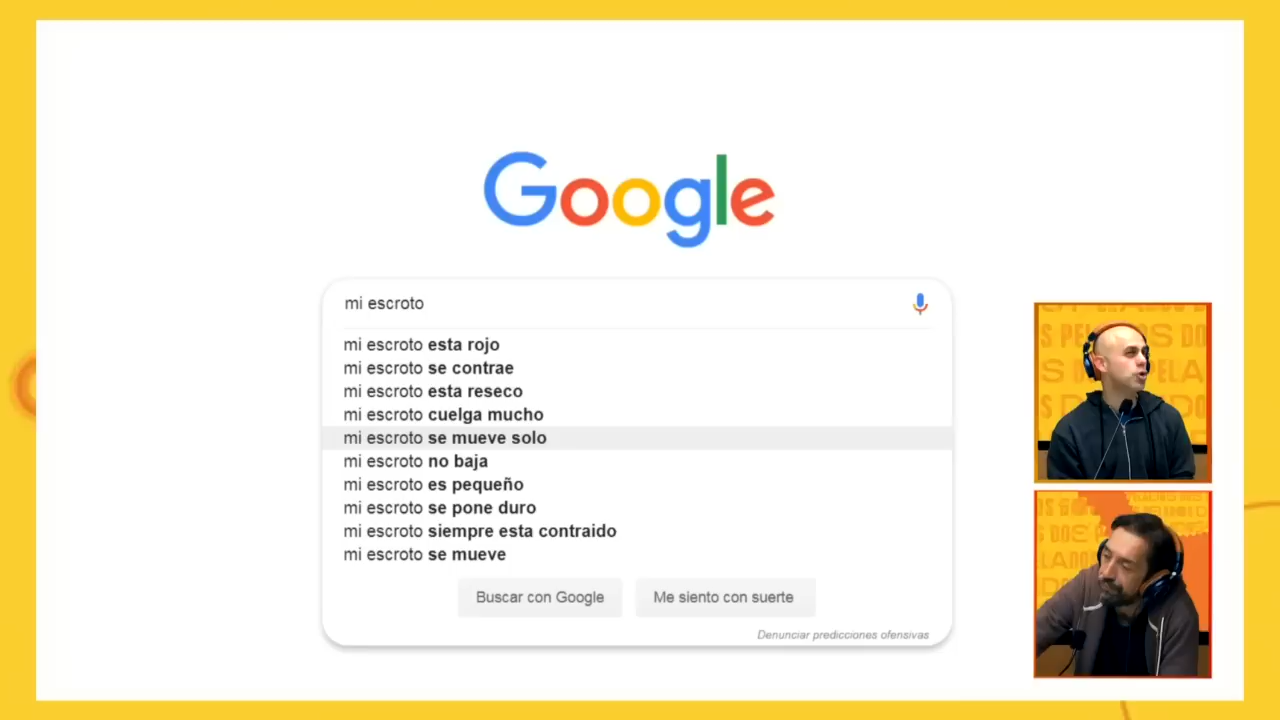 Google
mi escroto
mi escroto esta rojo
mi escroto se contrae
mi escroto esta reseco
mi escroto cuelga mucho
mi escroto se mueve solo
mi escroto no baja
mi escroto es pequeño
mi escroto se pone duro
mi escroto siempre esta contraido
mi escroto se mueve
Buscar con Google
Me siento con suerte
Denunciar predicciones ofensivas